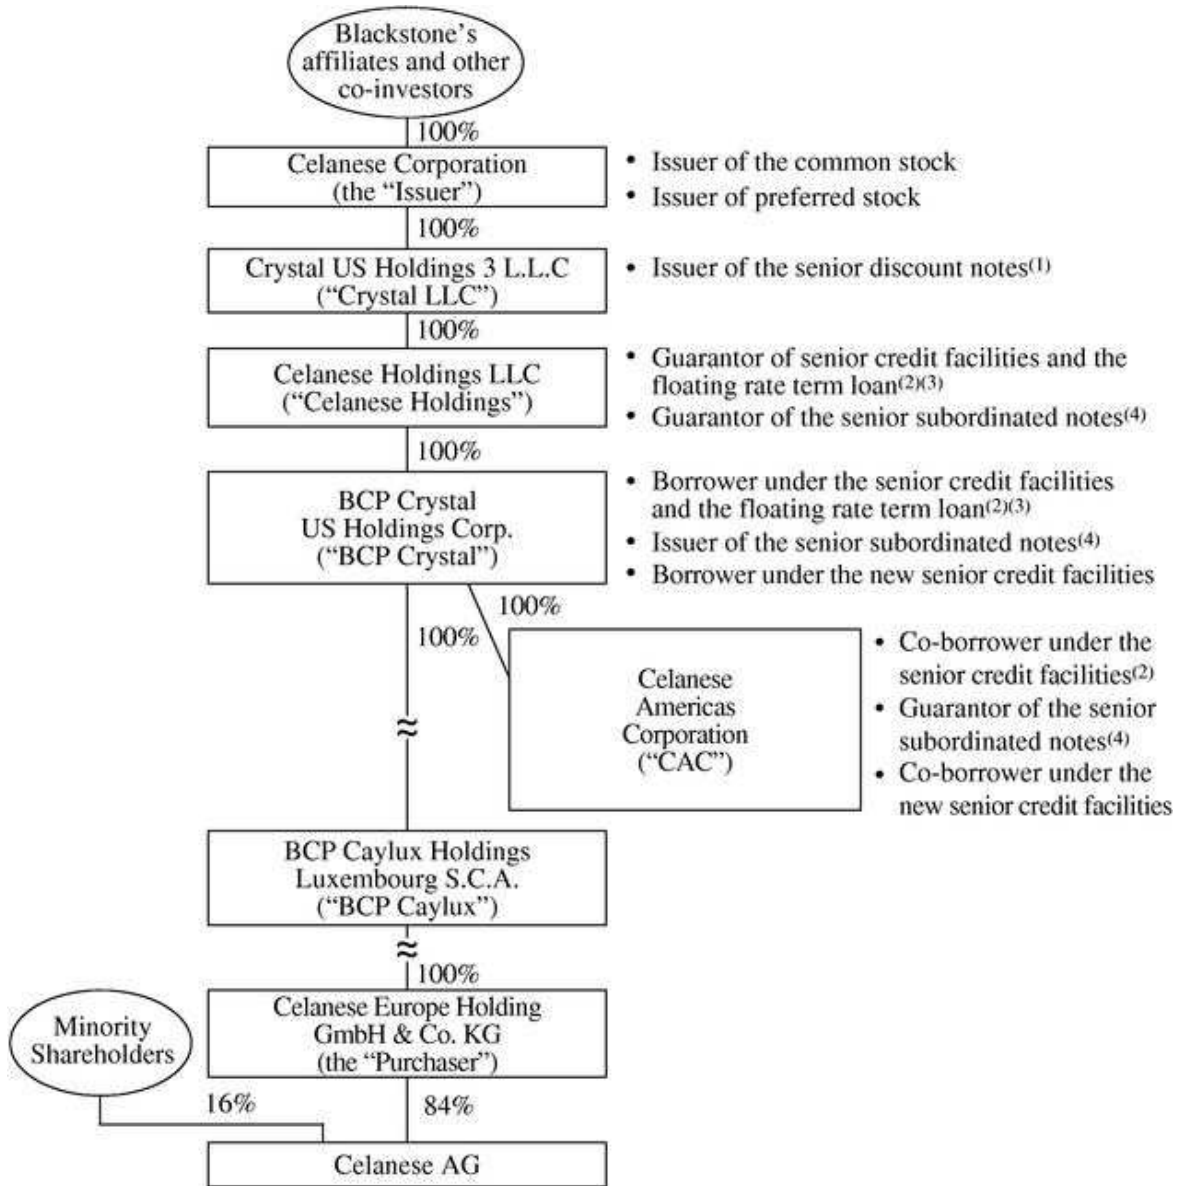 Blackstone’s
affiliates and other
co-investors
100%
Celanese Corporation
(the “Issuer”)
• Issuer of the common stock
• Issuer of preferred stock
100%
Crystal US Holdings 3 L.L.C
(“Crystal LLC”)
• Issuer of the senior discount notes(1)
100%
Celanese Holdings LLC
(“Celanese Holdings”)
• Guarantor of senior credit facilities and the
floating rate term loan(2)(3)
• Guarantor of the senior subordinated notes(4)
100%
BCP Crystal
US Holdings Corp.
(“BCP Crystal”)
• Borrower under the senior credit facilities
and the floating rate term loan(2)(3)
• Issuer of the senior subordinated notes(4)
• Borrower under the new senior credit facilities
100%
100%
Celanese
Americas
Corporation
(“CAC”)
• Co-borrower under the
senior credit facilities(2)
• Guarantor of the senior
subordinated notes(4)
• Co-borrower under the
new senior credit facilities
BCP Caylux Holdings
Luxembourg S.C.A.
(“BCP Caylux”)
100%
Celanese Europe Holding
GmbH & Co. KG
(the “Purchaser”)
Minority
Shareholders
16%
84%
Celanese AG